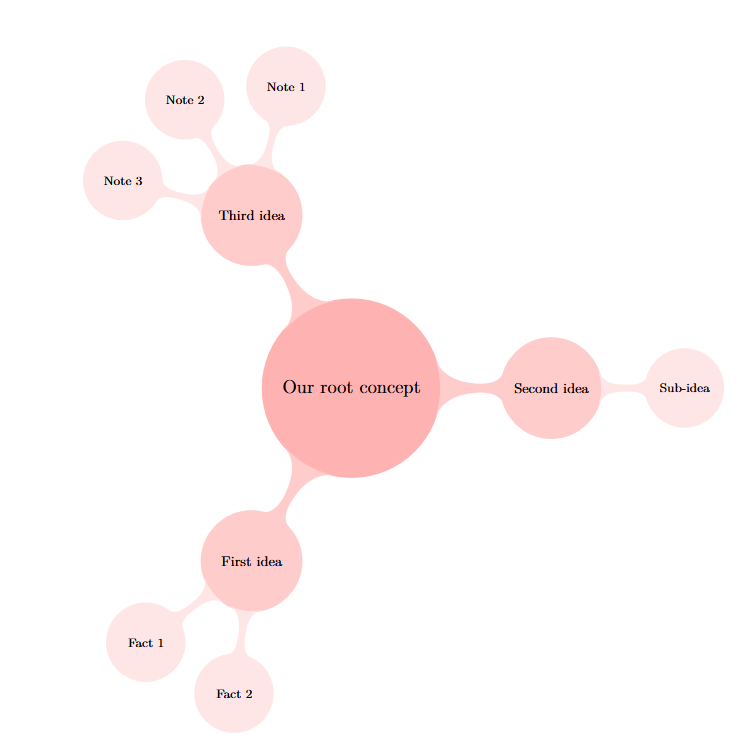 Note 1
Note 2
Note 3
Third idea
Our root concept
Second idea
Sub-idea
First idea
Fact 1
Fact 2